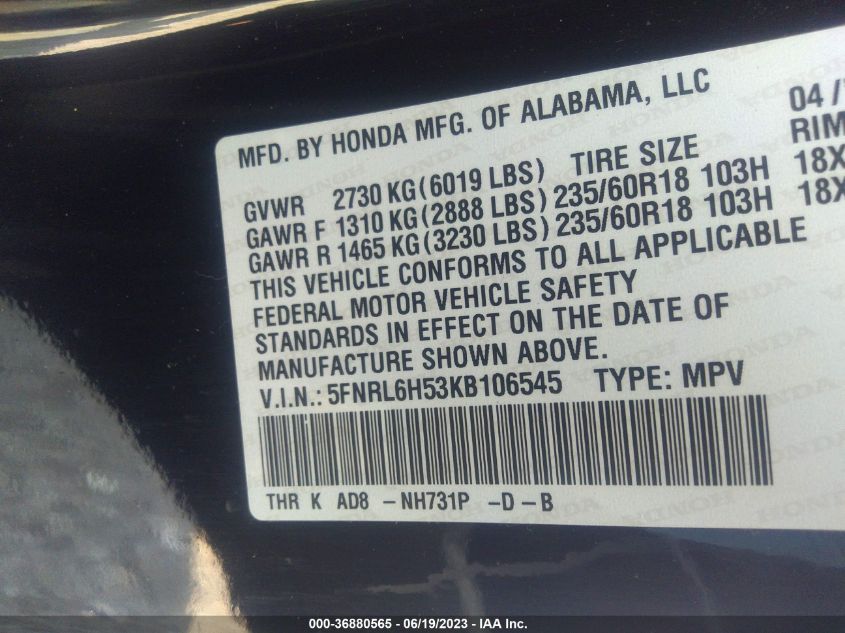 MFD. BY HONDA MFG. OF ALABAMA, LLC 04 /
GVWR 2730 KG (6019 LBS) TIRE SIZE RIM
GAWR F 1310 KG (2888 LBS) 235/60R18 103H 18X
GAWR R 1465 KG (3230 LBS) 235/60R18 103H 18X
THIS VEHICLE CONFORMS TO ALL APPLICABLE
FEDERAL MOTOR VEHICLE SAFETY
STANDARDS IN EFFECT ON THE DATE OF
MANUFACTURE SHOWN ABOVE.
V.I.N.: 5FNRL6H53KB106545 TYPE: MPV
THR K AD8 -NH731P -D-B
000-36880565 - 06/19/2023 - IAA Inc.